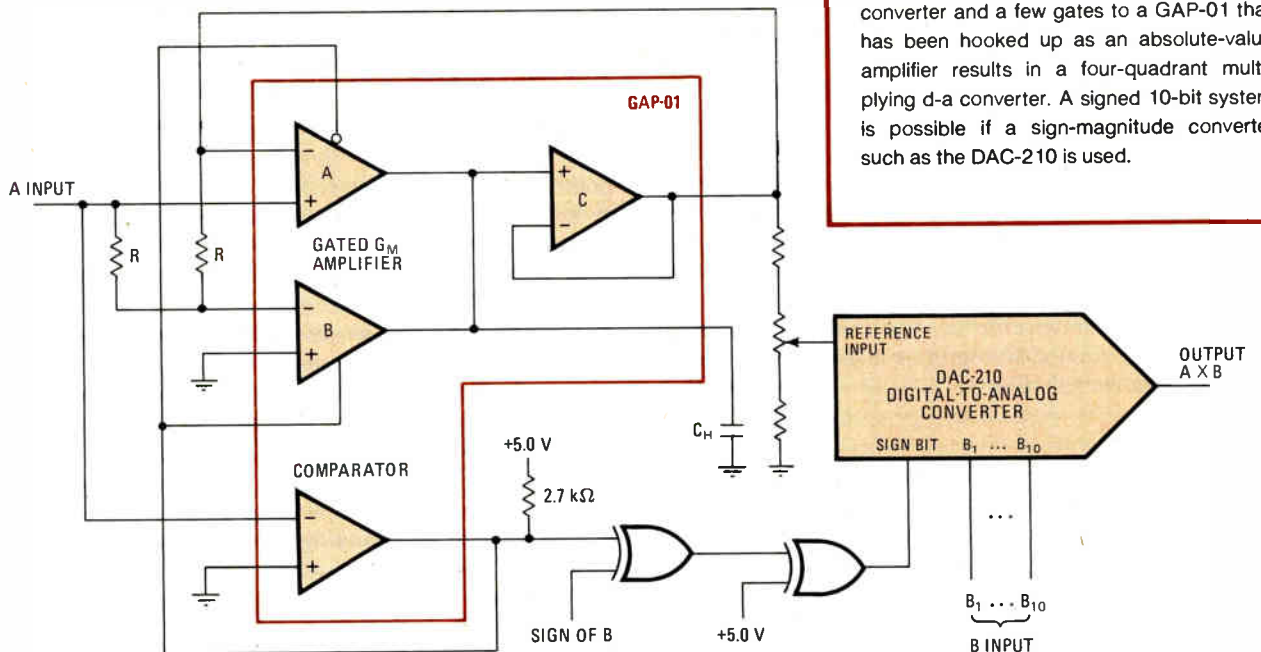 converter and a few gates to a GAP-01 tha
has been hooked up as an absolute-valu
amplifier results in a four-quadrant mult
plying d-a converter. A signed 10-bit system
is possible if a sign-magnitude converte
such as the DAC-210 is used.
GAP-01
A INPUT
R
R
−
A
+
GATED GM
AMPLIFIER
+
C
−
−
B
+
CH
COMPARATOR
−
+
+5.0 V
2.7 kΩ
SIGN OF B
+5.0 V
REFERENCE
INPUT
DAC-210
DIGITAL-TO-ANALOG
CONVERTER
SIGN BIT B1 ... B10
OUTPUT
A X B
...
B1 ... B10
B INPUT